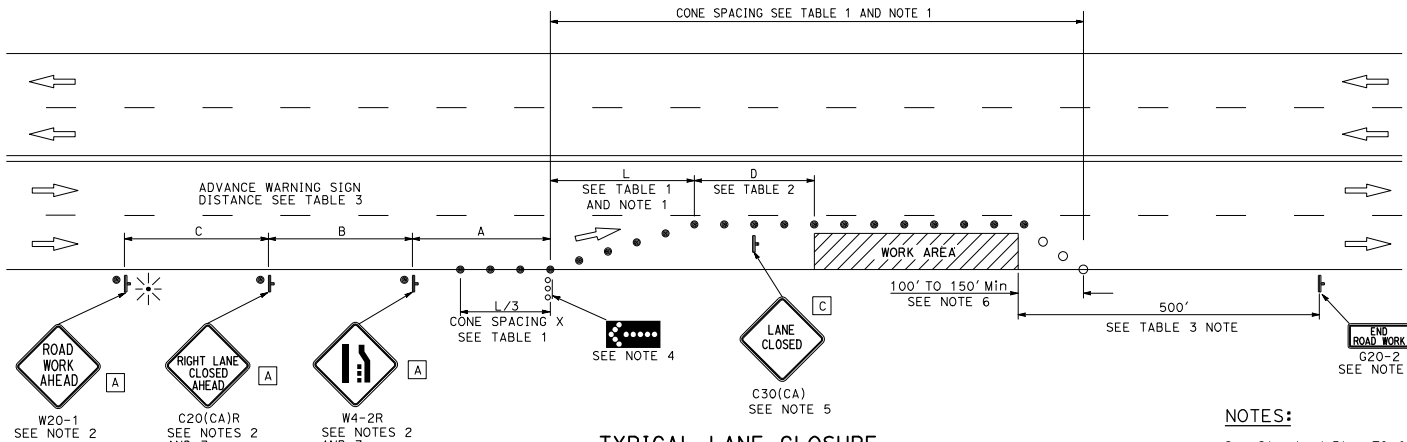 CONE SPACING SEE TABLE 1 AND NOTE 1
ADVANCE WARNING SIGN
DISTANCE SEE TABLE 3
L
SEE TABLE 1
AND NOTE 1
D
SEE TABLE 2
C
B
A
WORK AREA
L/3
CONE SPACING X
SEE TABLE 1
SEE NOTE 4
100' TO 150' Min
SEE NOTE 6
500'
SEE TABLE 3 NOTE
ROAD
WORK
AHEAD
A
W20-1
SEE NOTE 2
RIGHT LANE
CLOSED
AHEAD
A
C20(CA)R
SEE NOTES 2
A
W4-2R
SEE NOTES 2
LANE
CLOSED
C
C30(CA)
SEE NOTE 5
END
ROAD WORK
G20-2
SEE NOTE
NOTES:
TYPICAL LANE CLOSURE